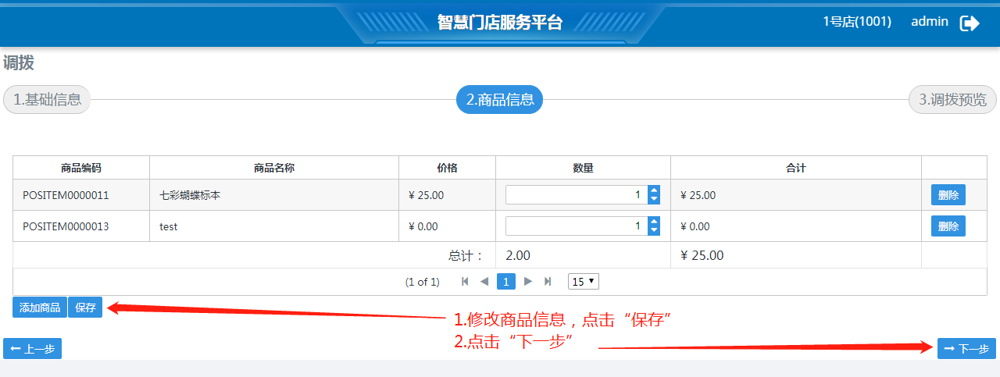 智慧门店服务平台
1号店(1001) admin
调拨
1.基础信息 2.商品信息 3.调拨预览
商品编码 商品名称 价格 数量 合计
POSITEM0000011 七彩蝴蝶标本 ¥ 25.00 1 ¥ 25.00 删除
POSITEM0000013 test ¥ 0.00 1 ¥ 0.00 删除
总计： 2.00 ¥ 25.00
(1 of 1) 1 15
添加商品 保存
1.修改商品信息，点击“保存”
2.点击“下一步”
上一步 下一步